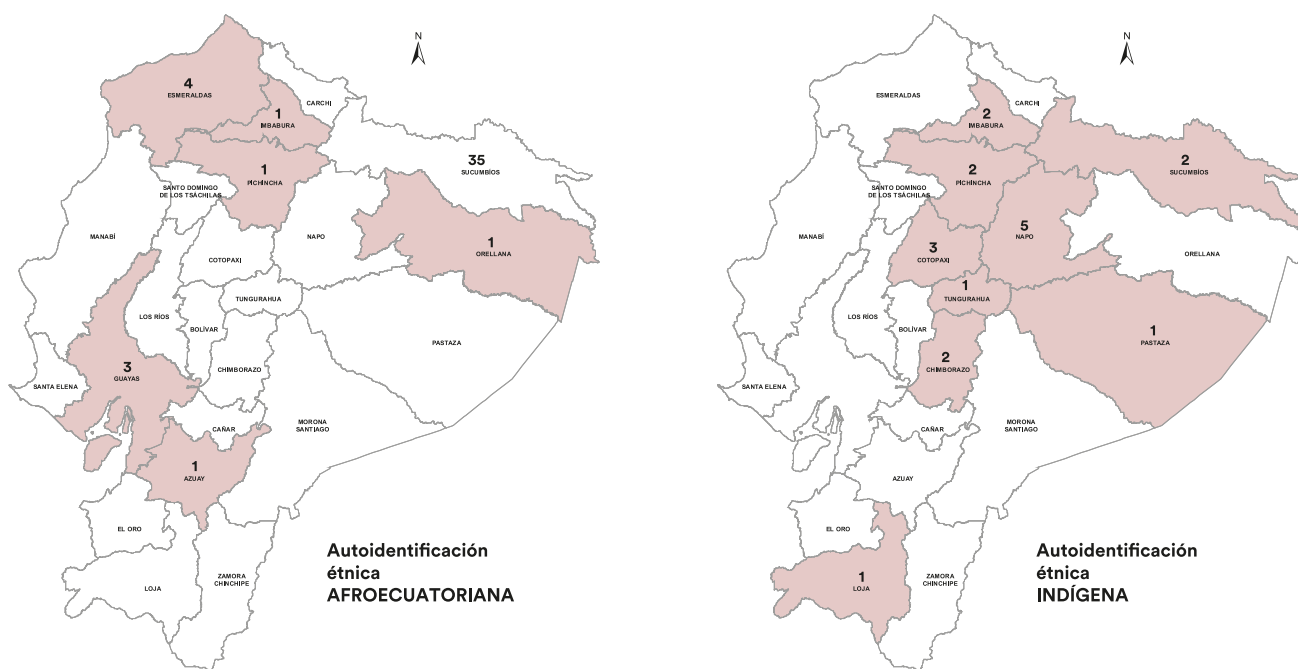 N
4
ESMERALDAS
CARCHI
1
IMBABURA
35
SUCUMBÍOS
1
PICHINCHA
SANTO DOMINGO
DE LOS TSÁCHILAS
MANABÍ
NAPO
1
ORELLANA
COTOPAXI
TUNGURAHUA
LOS RÍOS
BOLÍVAR
PASTAZA
3
GUAYAS
CHIMBORAZO
SANTA ELENA
CAÑAR
MORONA
SANTIAGO
1
AZUAY
EL ORO
LOJA
ZAMORA
CHINCHIPE
Autoidentificación
étnica
AFROECUATORIANA
N
ESMERALDAS
CARCHI
2
IMBABURA
2
SUCUMBÍOS
2
PICHINCHA
SANTO DOMINGO
DE LOS TSÁCHILAS
MANABÍ
5
NAPO
3
COTOPAXI
ORELLANA
1
TUNGURAHUA
LOS RÍOS
BOLÍVAR
1
PASTAZA
2
CHIMBORAZO
SANTA ELENA
CAÑAR
MORONA
SANTIAGO
AZUAY
EL ORO
1
LOJA
ZAMORA
CHINCHIPE
Autoidentificación
étnica
INDÍGENA